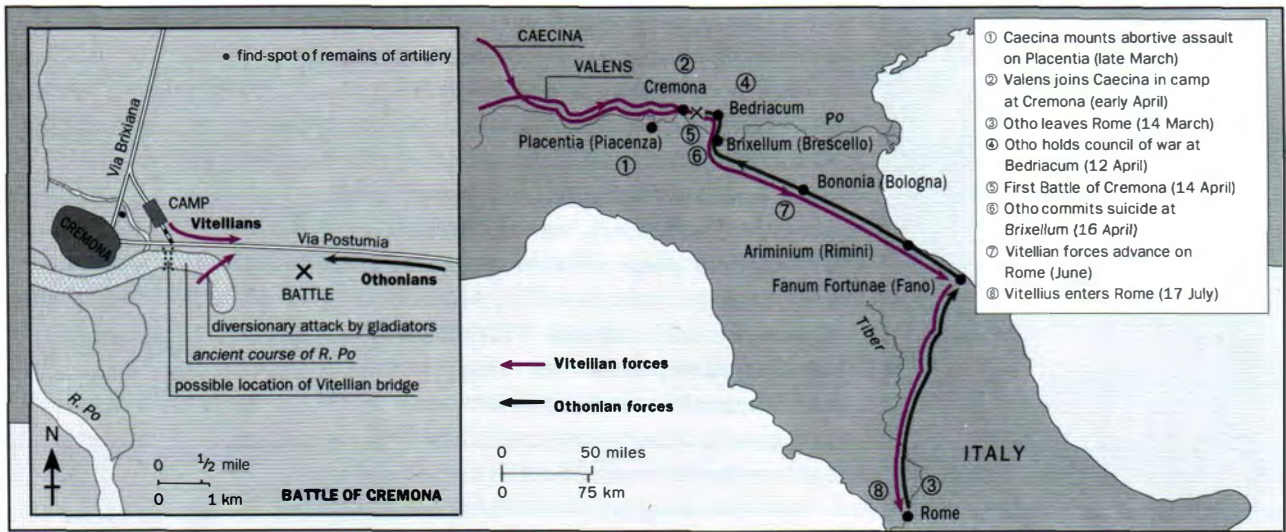 find-spot of remains of artillery
Via Brixiana
CAMP
Vitellians
CREMONA
Via Postumia
Othonians
BATTLE
diversionary attack by gladiators
ancient course of R. Po
possible location of Vitellian bridge
R. Po
N
0 1/2 mile
0 1 km
BATTLE OF CREMONA
CAECINA
VALENS
②
Cremona
④
Bedriacum
Po
Placentia (Piacenza)
⑤
Brixellum (Brescello)
①
⑥
Bononia (Bologna)
⑦
Ariminium (Rimini)
Fanum Fortunae (Fano)
Tiber
Vitellian forces
Othonian forces
0 50 miles
0 75 km
ITALY
⑧
③
Rome
① Caecina mounts abortive assault
on Placentia (late March)
② Valens joins Caecina in camp
at Cremona (early April)
③ Otho leaves Rome (14 March)
④ Otho holds council of war at
Bedriacum (12 April)
⑤ First Battle of Cremona (14 April)
⑥ Otho commits suicide at
Brixellum (16 April)
⑦ Vitellian forces advance on
Rome (June)
⑧ Vitellius enters Rome (17 July)